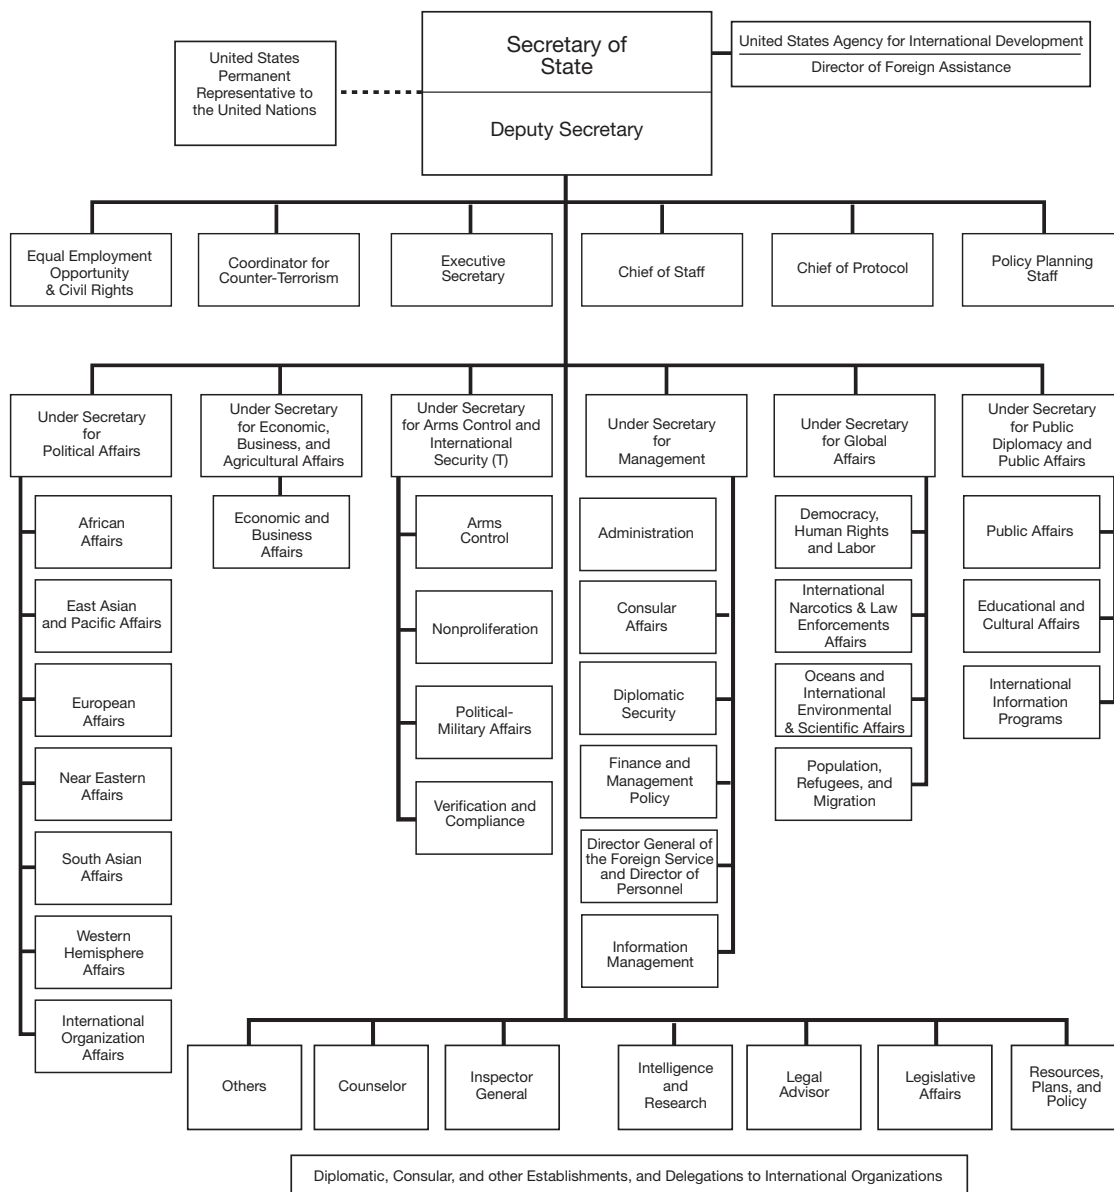 United States
Permanent
Representative to
the United Nations
Secretary of
State
Deputy Secretary
United States Agency for International Development
Director of Foreign Assistance
Equal Employment
Opportunity
& Civil Rights
Coordinator for
Counter-Terrorism
Executive
Secretary
Chief of Staff
Chief of Protocol
Policy Planning
Staff
Under Secretary
for
Political Affairs
Under Secretary
for Economic,
Business, and
Agricultural Affairs
Under Secretary
for Arms Control and
International
Security (T)
Under Secretary
for
Management
Under Secretary
for Global
Affairs
Under Secretary
for Public
Diplomacy and
Public Affairs
African
Affairs
East Asian
and Pacific Affairs
European
Affairs
Near Eastern
Affairs
South Asian
Affairs
Western
Hemisphere
Affairs
International
Organization
Affairs
Economic and
Business
Affairs
Arms
Control
Nonproliferation
Political-
Military Affairs
Verification and
Compliance
Administration
Consular
Affairs
Diplomatic
Security
Finance and
Management
Policy
Director General of
the Foreign Service
and Director of
Personnel
Information
Management
Democracy,
Human Rights
and Labor
International
Narcotics & Law
Enforcements
Affairs
Oceans and
International
Environmental
& Scientific Affairs
Population,
Refugees, and
Migration
Public Affairs
Educational and
Cultural Affairs
International
Information
Programs
Others
Counselor
Inspector
General
Intelligence
and
Research
Legal
Advisor
Legislative
Affairs
Resources,
Plans, and
Policy
Diplomatic, Consular, and other Establishments, and Delegations to International Organizations